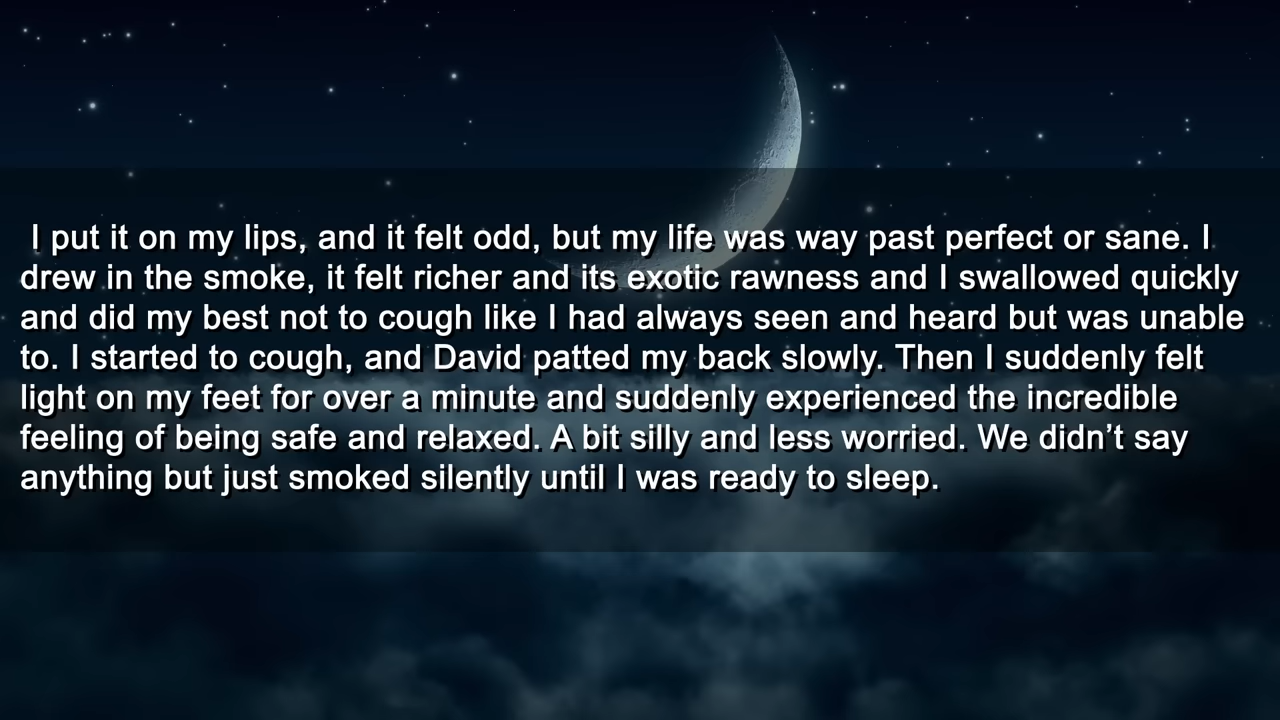 I put it on my lips, and it felt odd, but my life was way past perfect or sane. I
drew in the smoke, it felt richer and its exotic rawness and I swallowed quickly
and did my best not to cough like I had always seen and heard but was unable
to. I started to cough, and David patted my back slowly. Then I suddenly felt
light on my feet for over a minute and suddenly experienced the incredible
feeling of being safe and relaxed. A bit silly and less worried. We didn’t say
anything but just smoked silently until I was ready to sleep.